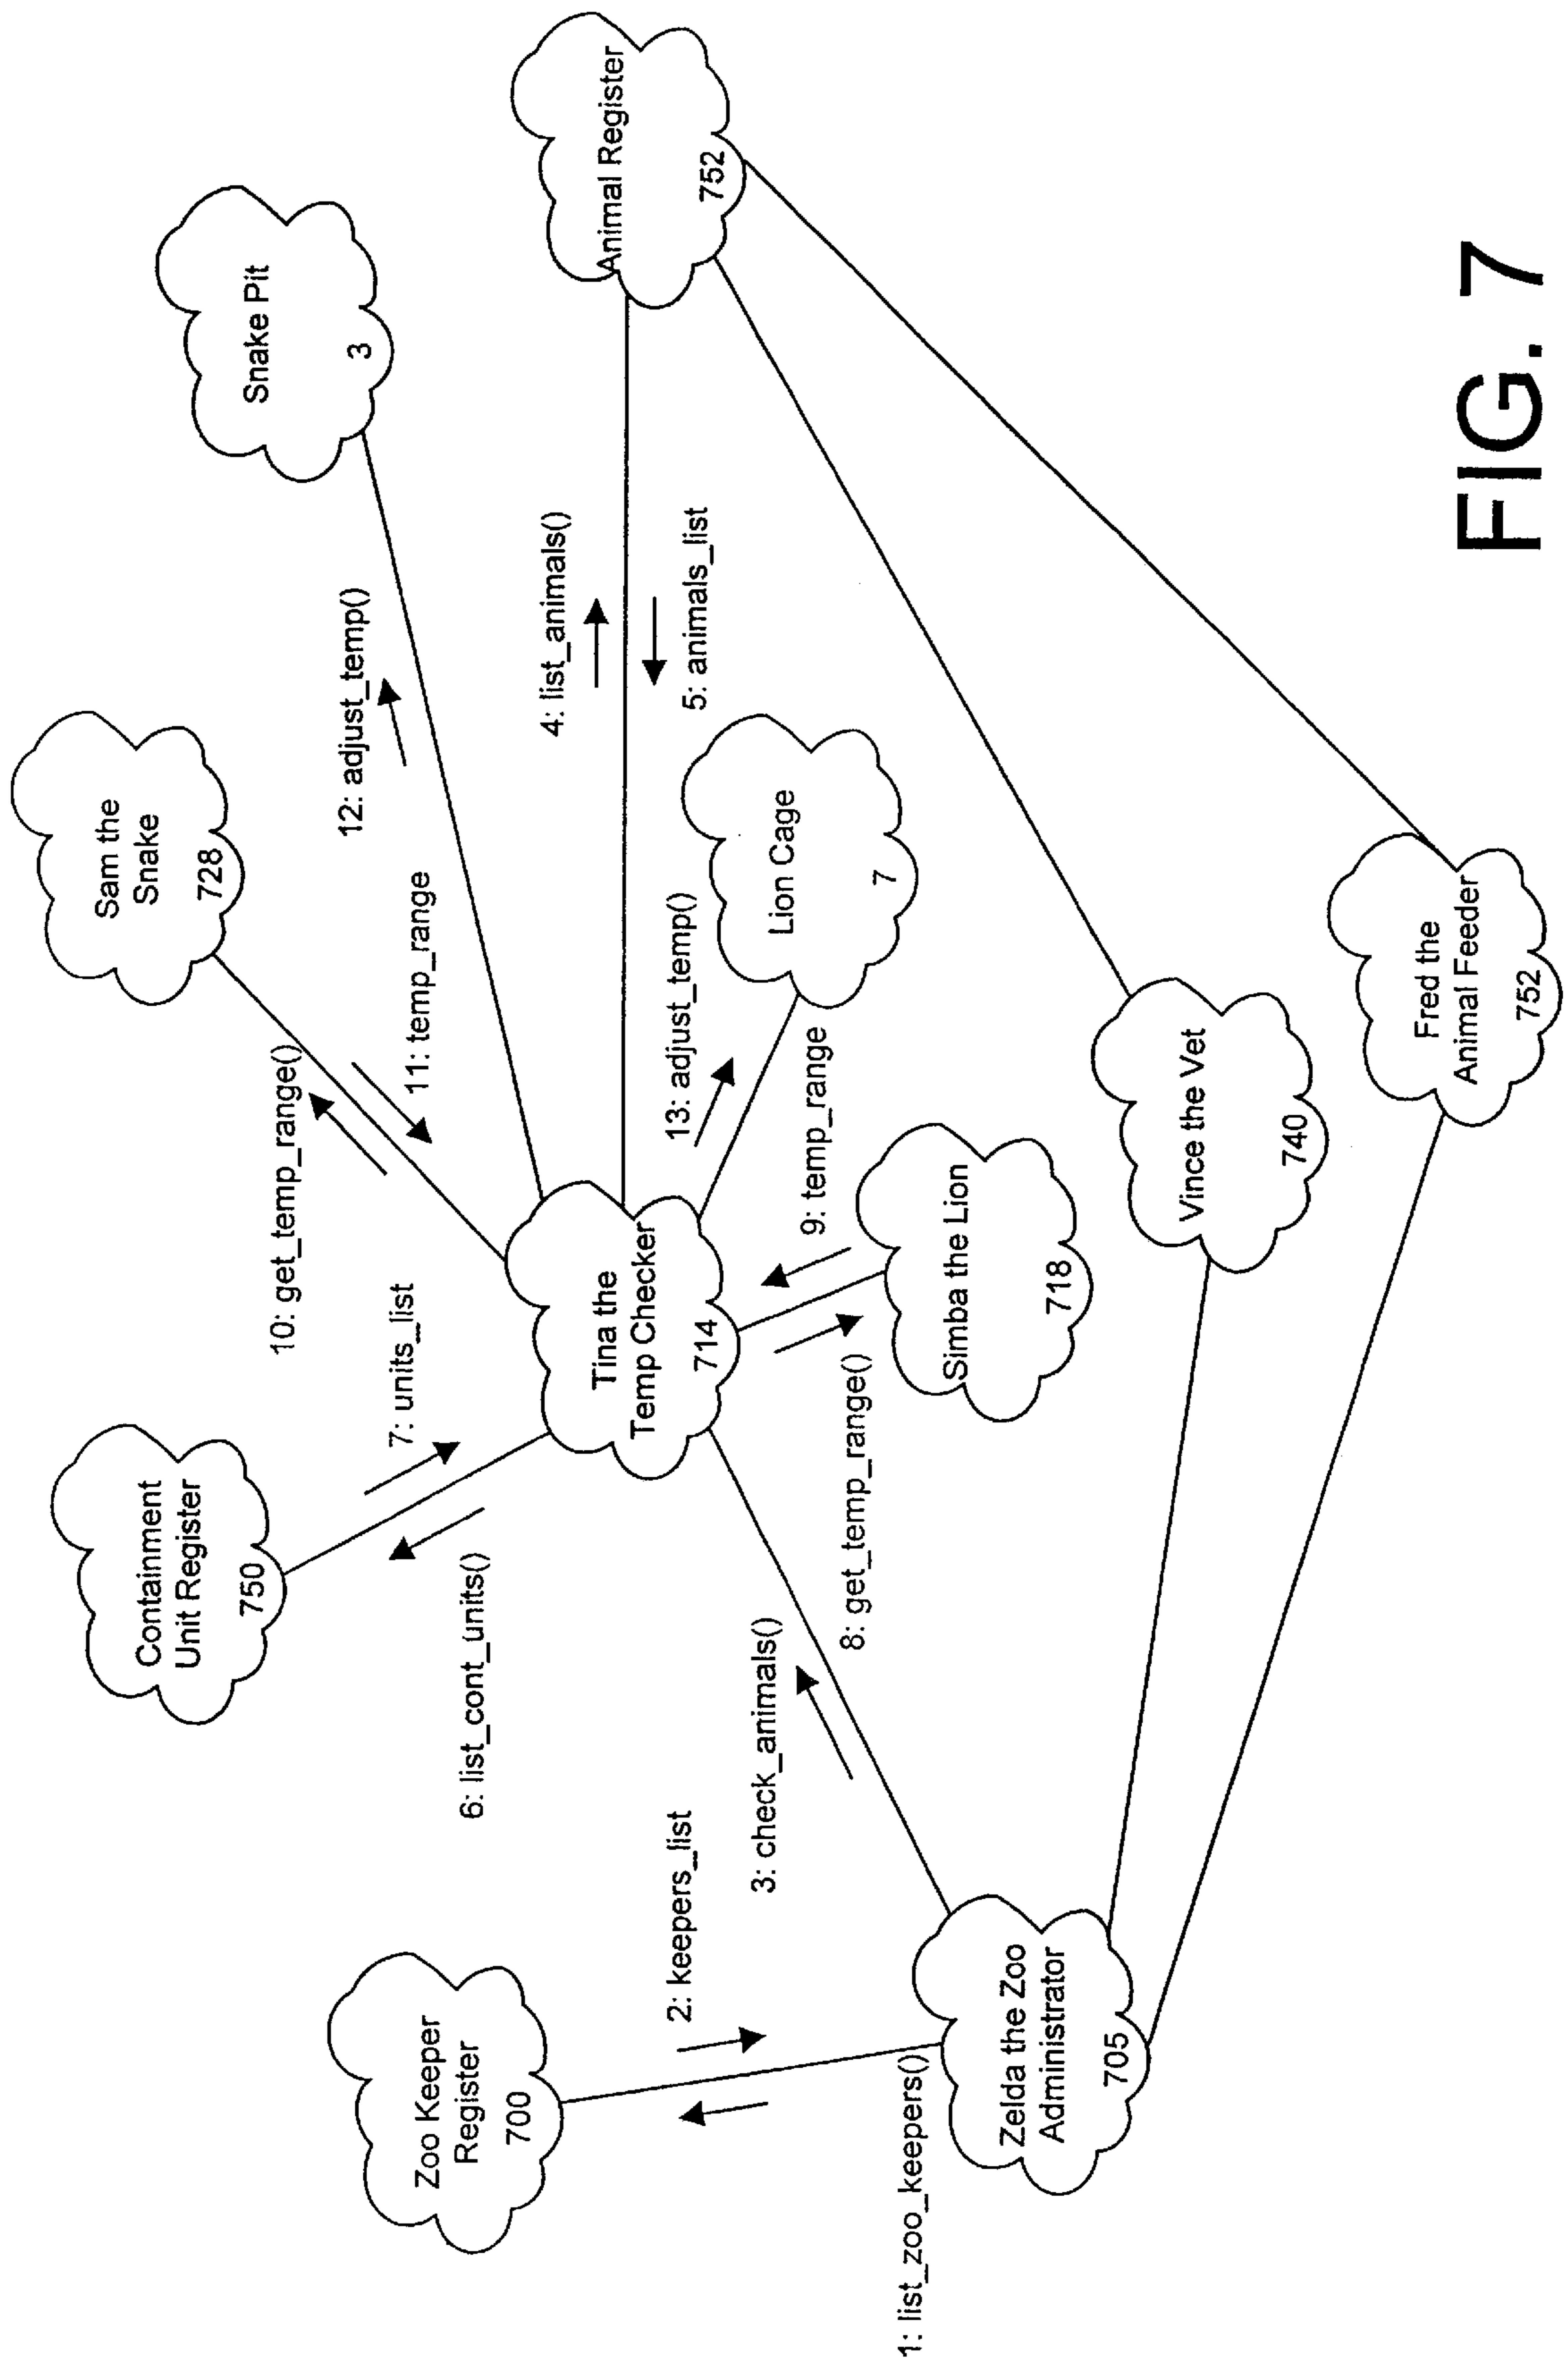 Containment
Unit Register
750
Sam the
Snake
728
Snake Pit
3
Zoo Keeper
Register
700
10: get_temp_range()
7: units_list
11: temp_range
12: adjust_temp()
6: list_cont_units()
Tina the
Temp Checker
714
4: list_animals()
5: animals_list
Animal Register
752
2: keepers_list
3: check_animals()
13: adjust_temp()
Lion Cage
7
8: get_temp_range()
9: temp_range
1: list_zoo_keepers()
Zelda the Zoo
Administrator
705
Simba the Lion
718
Vince the Vet
740
Fred the
Animal Feeder
752
FIG. 7